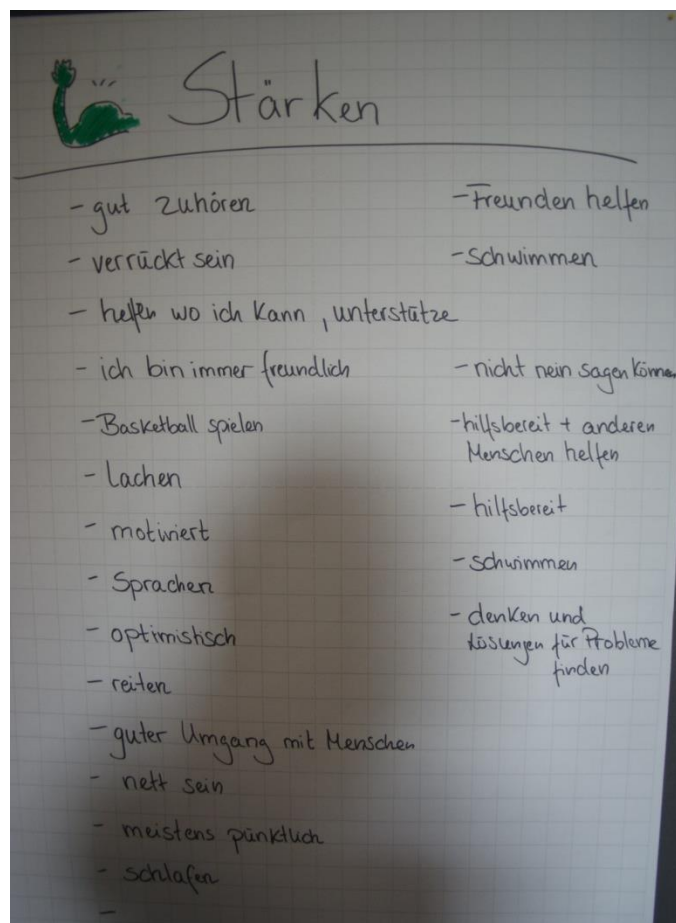 Stärken
- gut zuhören
- verrückt sein
- helfen wo ich kann, unterstütze
- ich bin immer freundlich
- Basketball spielen
- Lachen
- motiviert
- Sprachen
- optimistisch
- reiten
- guter Umgang mit Menschen
- nett sein
- meistens pünktlich
- schlafen
-
- Freunden helfen
- schwimmen
- nicht nein sagen könne
- hilfsbereit + anderen
Menschen helfen
- hilfsbereit
- schwimmen
- denken und
Lösungen für Probleme
finden